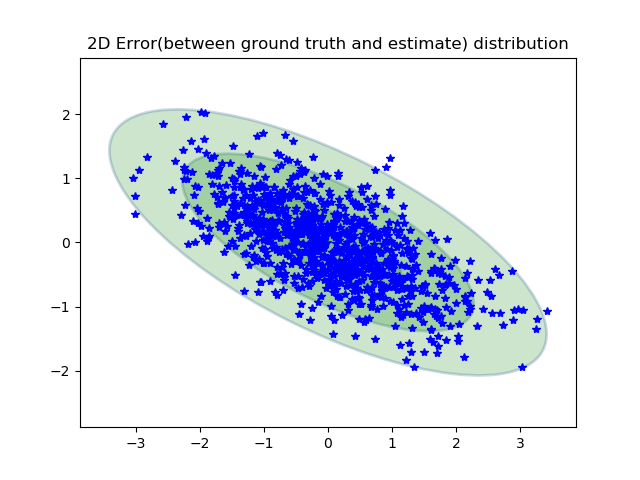 2D Error(between ground truth and estimate) distribution
2
1
0
−1
−2
−3 −2 −1 0 1 2 3